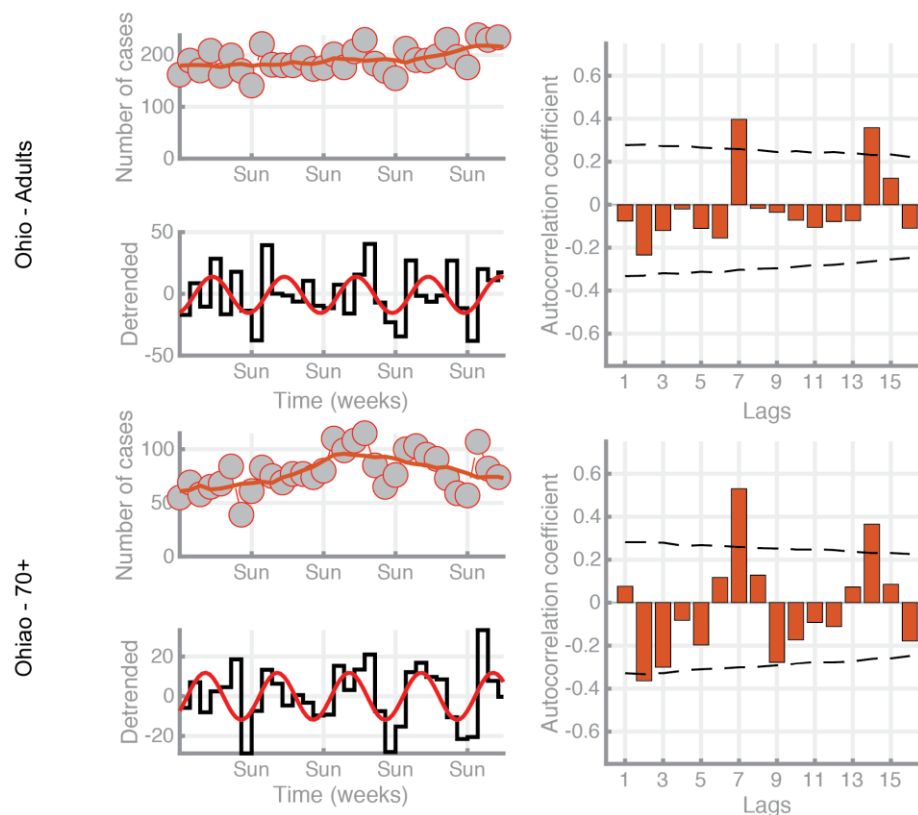 Ohio - Adults
Number of cases
200
100
0
Sun Sun Sun Sun
Detrended
50
0
-50
Sun Sun Sun Sun
Time (weeks)
Autocorrelation coefficient
0.6
0.4
0.2
0
-0.2
-0.4
-0.6
1 3 5 7 9 11 13 15
Lags
Ohiao - 70+
Number of cases
100
50
0
Sun Sun Sun Sun
Detrended
20
0
-20
Sun Sun Sun Sun
Time (weeks)
Autocorrelation coefficient
0.6
0.4
0.2
0
-0.2
-0.4
-0.6
1 3 5 7 9 11 13 15
Lags